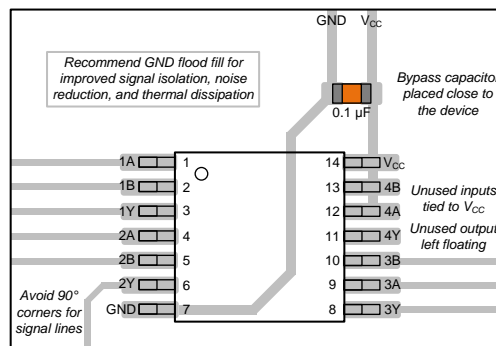 GND VCC
Recommend GND flood fill for
improved signal isolation, noise
reduction, and thermal dissipation
Bypass capacitor
placed close to
the device
0.1 µF
1A 1 14 VCC
1B 2 13 4B
Unused inputs
tied to VCC
1Y 3 12 4A
Unused output
left floating
2A 4 11 4Y
2B 5 10 3B
2Y 6 9 3A
GND 7 8 3Y
Avoid 90°
corners for
signal lines